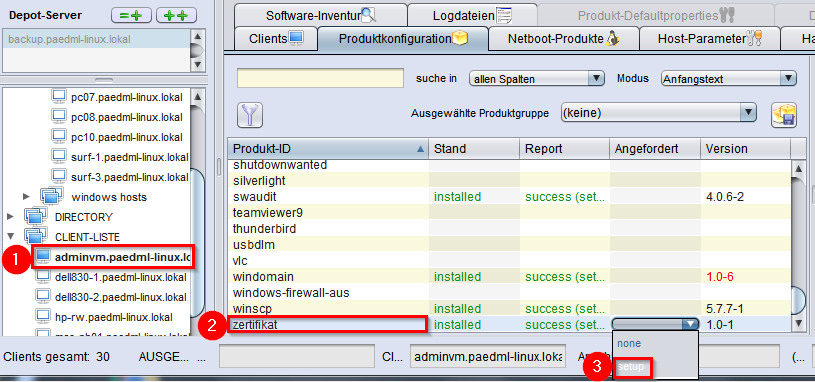 Depot-Server
backup.paedml-linux.lokal
pc07.paedml-linux.lokal
pc08.paedml-linux.lokal
pc10.paedml-linux.lokal
surf-1.paedml-linux.lokal
surf-3.paedml-linux.lokal
windows hosts
DIRECTORY
CLIENT-LISTE
1
adminvm.paedml-linux.lo
dell830-1.paedml-linux.lokal
dell830-2.paedml-linux.lokal
hp-rw.paedml-linux.lokal
Software-Inventur Logdateien Produkt-Defaultproperties
Clients Produktkonfiguration Netboot-Produkte Host-Parameter Ha
suche in allen Spalten Modus Anfangstext
Ausgewählte Produktgruppe (keine)
Produkt-ID Stand Report Angefordert Version
shutdownwanted
silverlight
swaudit installed success (set... 4.0.6-2
teamviewer9
thunderbird
usbdlm
vlc
windomain installed success (set... 1.0-6
windows-firewall-aus
winscp installed success (set... 5.7.7-1
2 zertifikat installed success (set... 1.0-1
none
3 setup
Clients gesamt: 30 AUSGE... ... Cl... adminvm.paedml-linux.loka (...